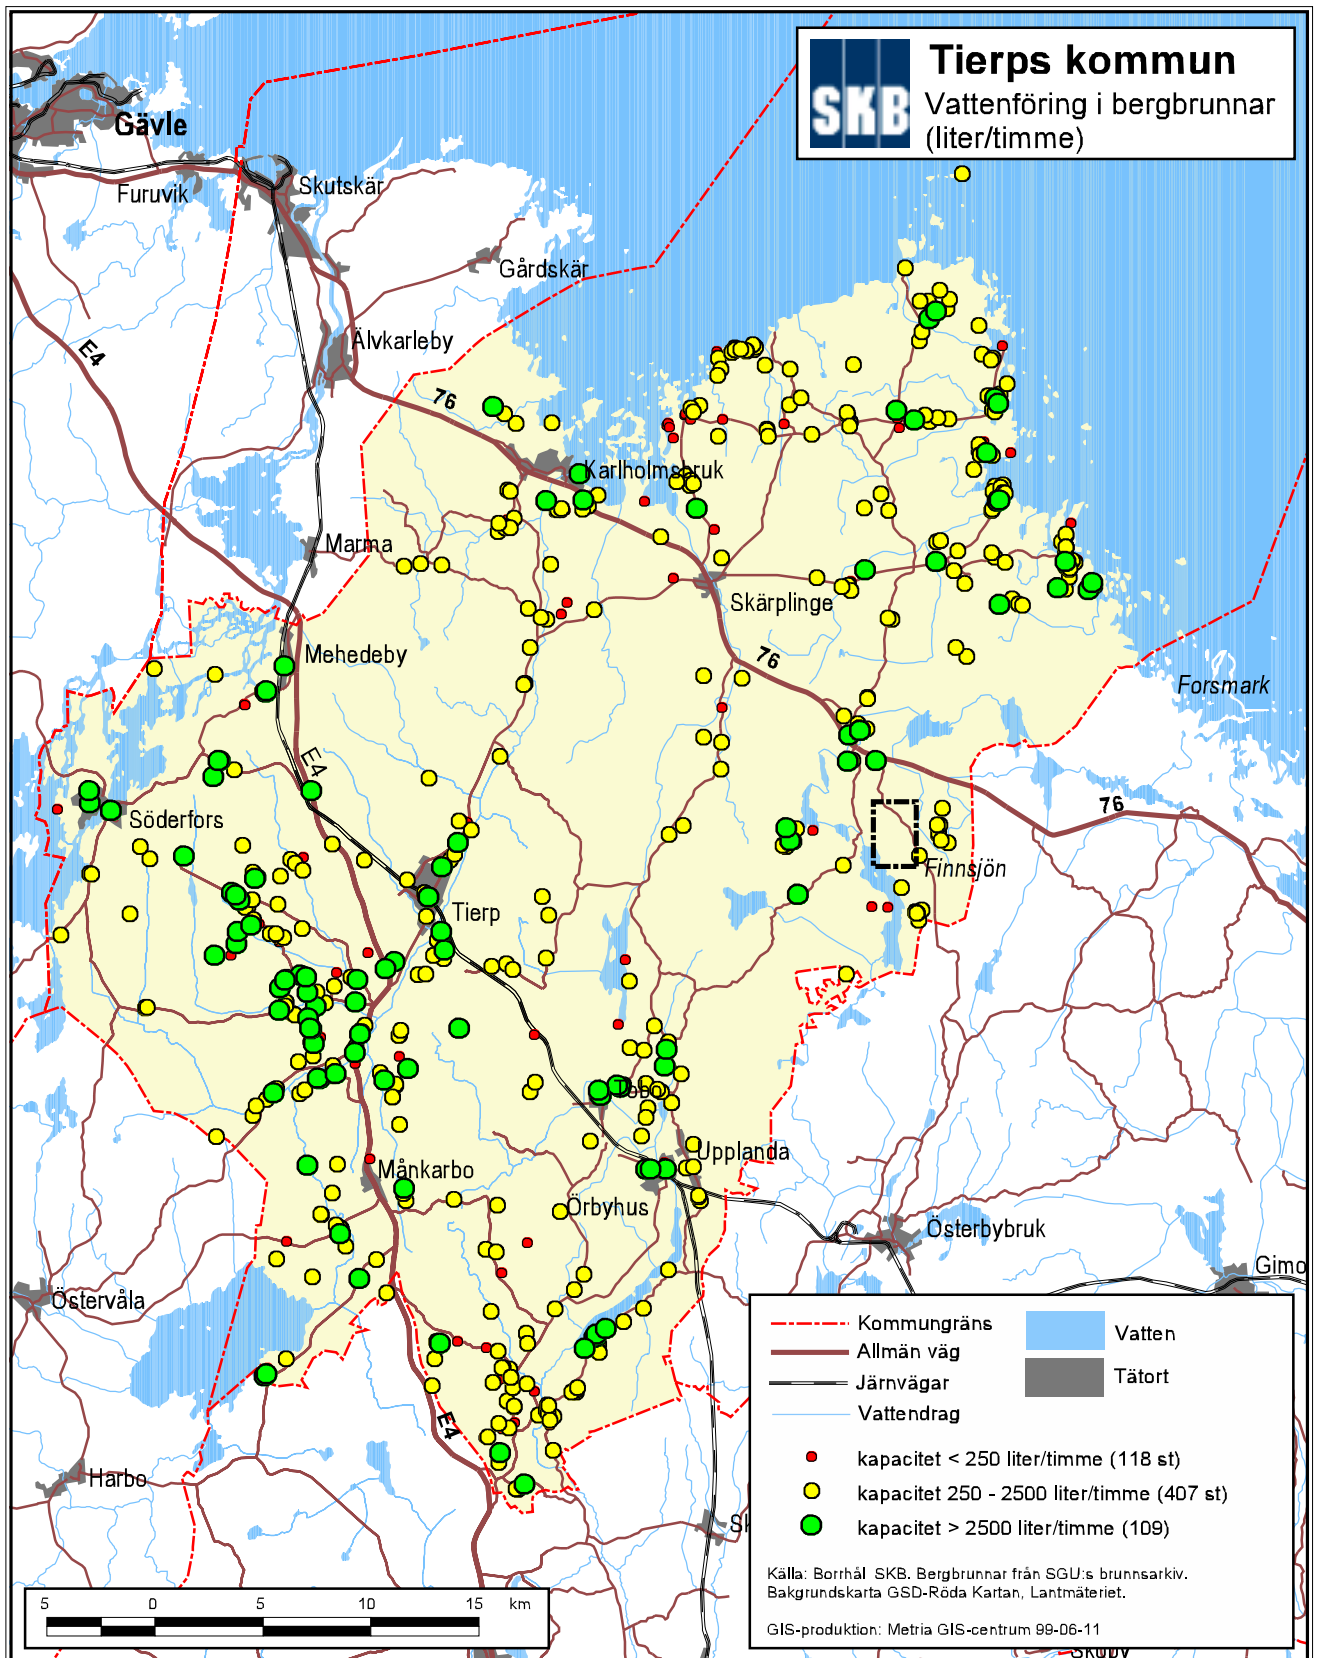 SKB
Tierps kommun
Vattenföring i bergbrunnar
(liter/timme)
Gävle
Furuvik
Skutskär
Gårdskär
Älvkarleby
E4
76
Karlholmsbruk
Marma
Skärplinge
Mehedeby
76
Forsmark
E4
76
Söderfors
Finnsjön
Tierp
Tobo
Upplanda
Månkarbo
Örbyhus
Österbybruk
Gimo
Östervåla
E4
Harbo
Kommungräns
Allmän väg
Järnvägar
Vattendrag
Vatten
Tätort
kapacitet < 250 liter/timme (118 st)
kapacitet 250 - 2500 liter/timme (407 st)
kapacitet > 2500 liter/timme (109)
Källa: Borrhål SKB. Bergbrunnar från SGU:s brunnsarkiv.
Bakgrundskarta GSD-Röda Kartan, Lantmäteriet.
GIS-produktion: Metria GIS-centrum 99-06-11
5 0 5 10 15 km